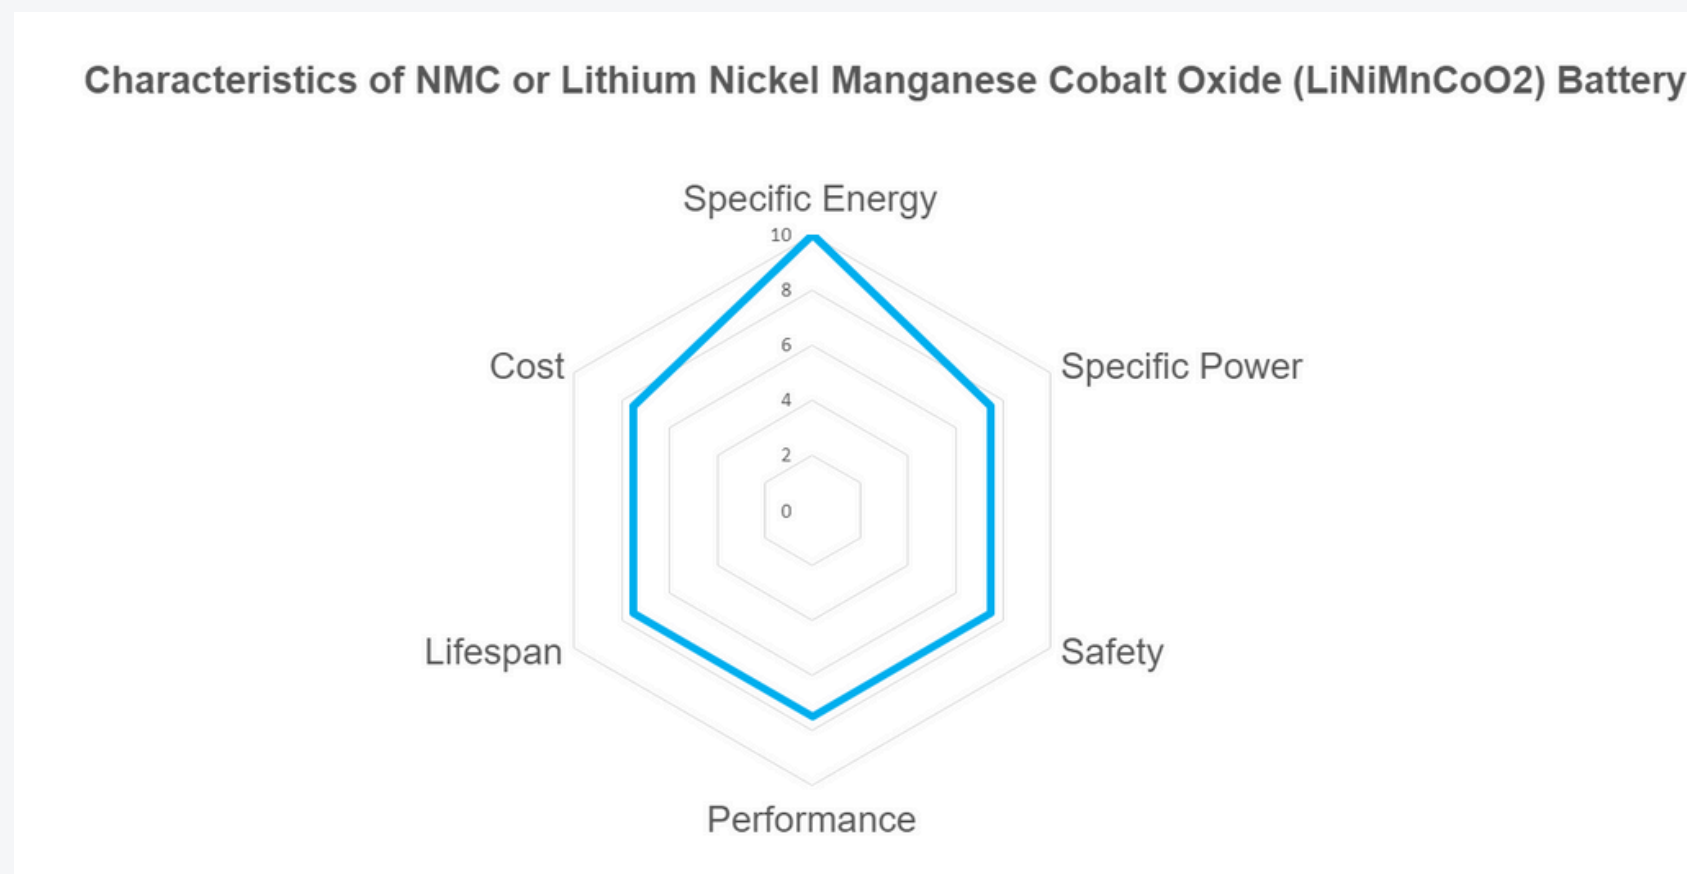 Characteristics of NMC or Lithium Nickel Manganese Cobalt Oxide (LiNiMnCoO2) Battery
Specific Energy
10
8
6
4
2
0
Cost
Specific Power
Lifespan
Safety
Performance